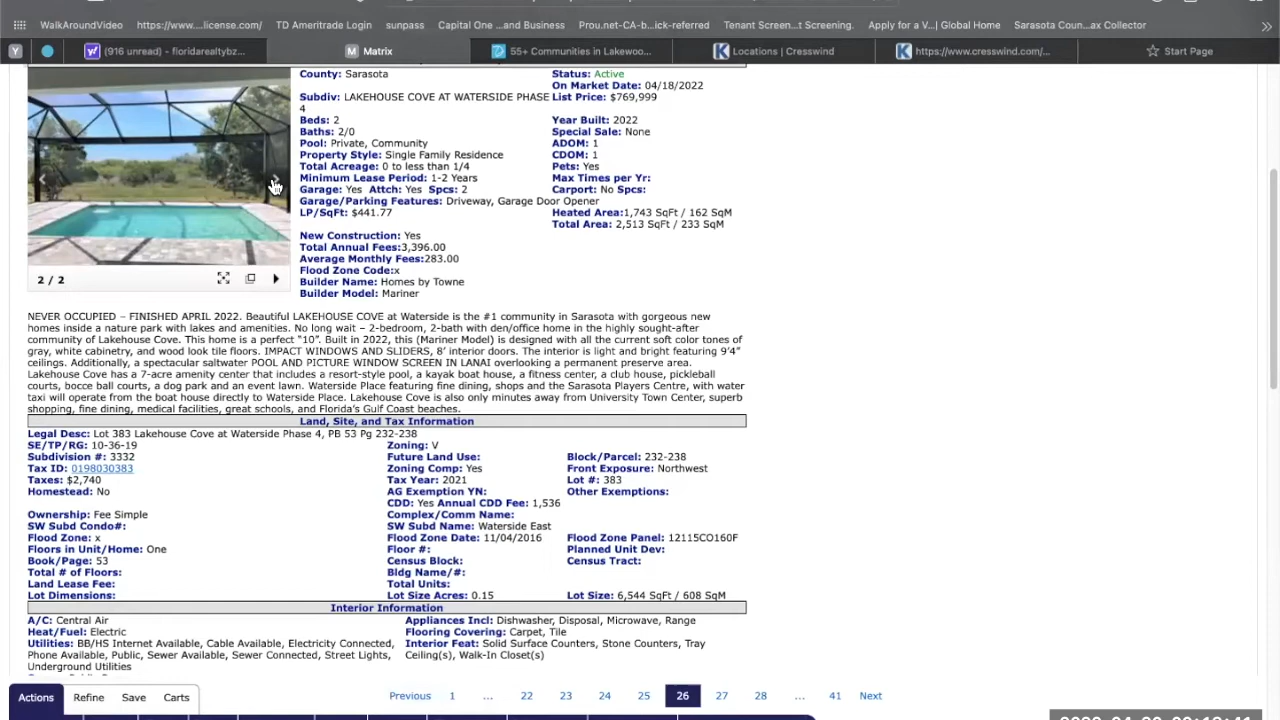 WalkAroundVideo https://www....license.com/ TD Ameritrade Login sunpass Capital One ...and Business Prou.net-CA-b...ick-referred Tenant Screen...t Screening. Apply for a V...| Global Home Sarasota Coun...ax Collector
Y (916 unread) - floridarealtybz... M Matrix 55+ Communities in Lakewoo... K Locations | Cresswind K https://www.cresswind.com/... Start Page
County: Sarasota Status: Active
On Market Date: 04/18/2022
Subdiv: LAKEHOUSE COVE AT WATERSIDE PHASE List Price: $769,999
4
Beds: 2 Year Built: 2022
Baths: 2/0 Special Sale: None
Pool: Private, Community ADOM: 1
Property Style: Single Family Residence CDOM: 1
Total Acreage: 0 to less than 1/4 Pets: Yes
Minimum Lease Period: 1-2 Years Max Times per Yr:
Garage: Yes Attch: Yes Spcs: 2 Carport: No Spcs:
Garage/Parking Features: Driveway, Garage Door Opener
LP/SqFt: $441.77 Heated Area:1,743 SqFt / 162 SqM
Total Area: 2,513 SqFt / 233 SqM
New Construction: Yes
Total Annual Fees:3,396.00
Average Monthly Fees:283.00
Flood Zone Code:x
2 / 2
Builder Name: Homes by Towne
Builder Model: Mariner
NEVER OCCUPIED – FINISHED APRIL 2022. Beautiful LAKEHOUSE COVE at Waterside is the #1 community in Sarasota with gorgeous new
homes inside a nature park with lakes and amenities. No long wait – 2-bedroom, 2-bath with den/office home in the highly sought-after
community of Lakehouse Cove. This home is a perfect "10". Built in 2022, this (Mariner Model) is designed with all the current soft color tones of
gray, white cabinetry, and wood look tile floors. IMPACT WINDOWS AND SLIDERS, 8' interior doors. The interior is light and bright featuring 9'4"
ceilings. Additionally, a spectacular saltwater POOL AND PICTURE WINDOW SCREEN IN LANAI overlooking a permanent preserve area.
Lakehouse Cove has a 7-acre amenity center that includes a resort-style pool, a kayak boat house, a fitness center, a club house, pickleball
courts, bocce ball courts, a dog park and an event lawn. Waterside Place featuring fine dining, shops and the Sarasota Players Centre, with water
taxi will operate from the boat house directly to Waterside Place. Lakehouse Cove is also only minutes away from University Town Center, superb
shopping, fine dining, medical facilities, great schools, and Florida's Gulf Coast beaches.
Land, Site, and Tax Information
Legal Desc: Lot 383 Lakehouse Cove at Waterside Phase 4, PB 53 Pg 232-238
SE/TP/RG: 10-36-19 Zoning: V
Subdivision #: 3332 Future Land Use: Block/Parcel: 232-238
Tax ID: 0198030383 Zoning Comp: Yes Front Exposure: Northwest
Taxes: $2,740 Tax Year: 2021 Lot #: 383
Homestead: No AG Exemption YN: Other Exemptions:
CDD: Yes Annual CDD Fee: 1,536
Ownership: Fee Simple Complex/Comm Name:
SW Subd Condo#: SW Subd Name: Waterside East
Flood Zone: x Flood Zone Date: 11/04/2016 Flood Zone Panel: 12115CO160F
Floors in Unit/Home: One Floor #: Planned Unit Dev:
Book/Page: 53 Census Block: Census Tract:
Total # of Floors: Bldg Name/#:
Land Lease Fee: Total Units:
Lot Dimensions: Lot Size Acres: 0.15 Lot Size: 6,544 SqFt / 608 SqM
Interior Information
A/C: Central Air Appliances Incl: Dishwasher, Disposal, Microwave, Range
Heat/Fuel: Electric Flooring Covering: Carpet, Tile
Utilities: BB/HS Internet Available, Cable Available, Electricity Connected, Interior Feat: Solid Surface Counters, Stone Counters, Tray
Phone Available, Public, Sewer Available, Sewer Connected, Street Lights, Ceiling(s), Walk-In Closet(s)
Underground Utilities
Actions Refine Save Carts Previous 1 ... 22 23 24 25 26 27 28 ... 41 Next